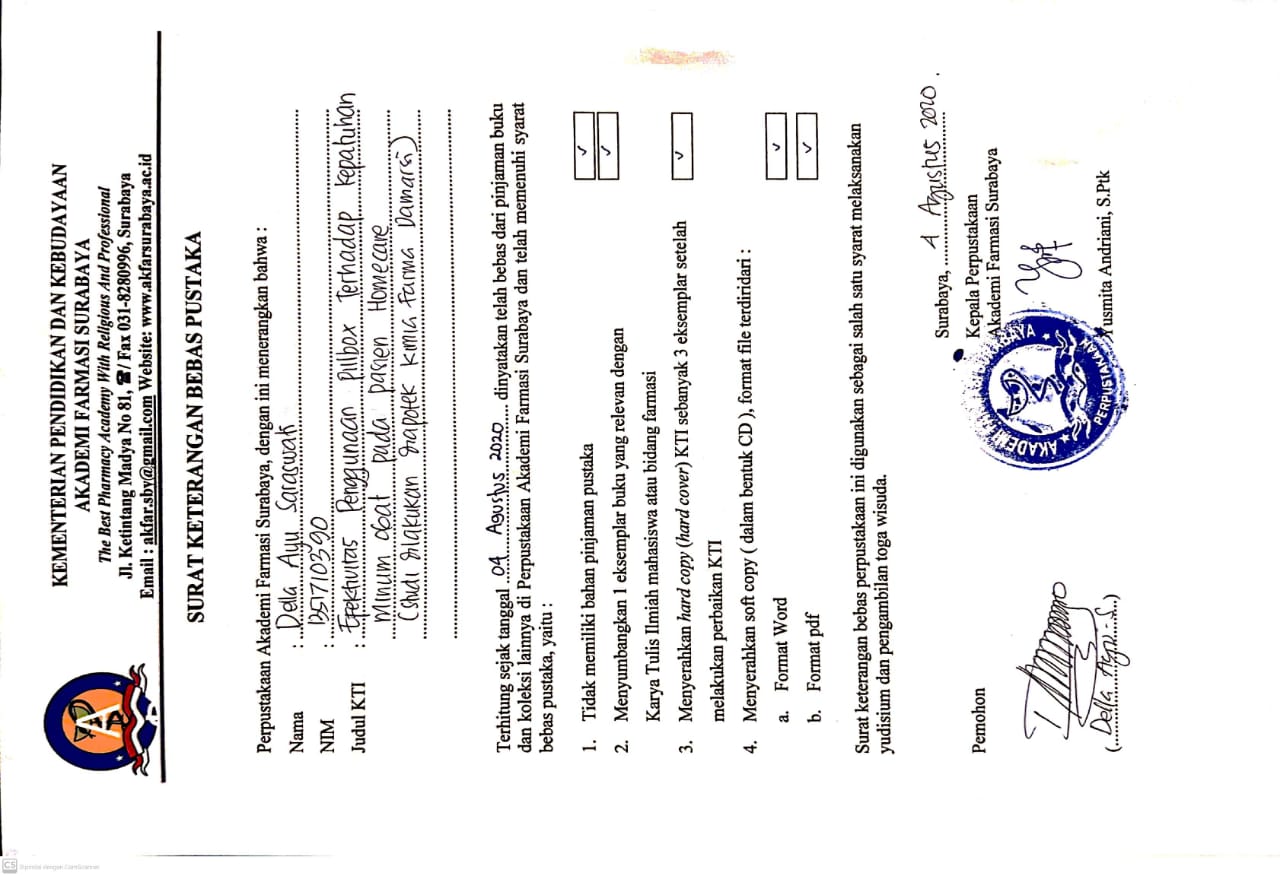 KEMENTERIAN PENDIDIKAN DAN KEBUDAYAAN
AKADEMI FARMASI SURABAYA
The Best Pharmacy Academy With Religious And Professional
Jl. Ketintang Madya No 81, ☎/ Fax 031-8280996, Surabaya
Email : akfar.sby@gmail.com Website: www.akfarsurabaya.ac.id
SURAT KETERANGAN BEBAS PUSTAKA
Perpustakaan Akademi Farmasi Surabaya, dengan ini menerangkan bahwa :
Nama : Della Ayu Saraswati
NIM : 1351710390
Judul KTI : Efektivitas Penggunaan Pillbox Terhadap Kepatuhan
Minum obat pada pasien Homecare
(Studi dilakukan diapotek Kimia Farma Damarsi)
Terhitung sejak tanggal 04 Agustus 2020 dinyatakan telah bebas dari pinjaman buku
dan koleksi lainnya di Perpustakaan Akademi Farmasi Surabaya dan telah memenuhi syarat
bebas pustaka, yaitu :
1. Tidak memiliki bahan pinjaman pustaka ✓
2. Menyumbangkan 1 eksemplar buku yang relevan dengan ✓
Karya Tulis Ilmiah mahasiswa atau bidang farmasi
3. Menyerahkan hard copy (hard cover) KTI sebanyak 3 eksemplar setelah ✓
melakukan perbaikan KTI
4. Menyerahkan soft copy ( dalam bentuk CD ), format file terdiridari :
a. Format Word ✓
b. Format pdf ✓
Surat keterangan bebas perpustakaan ini digunakan sebagai salah satu syarat melaksanakan
yudisium dan pengambilan toga wisuda.
Surabaya, 4 Agustus 2020.
Pemohon
Kepala Perpustakaan
Akademi Farmasi Surabaya
AKADEMI
PERPUSTAKAAN
(Della Ayu .S.)
Yusmita Andriani, S.Ptk
CS Dipindai dengan CamScanner